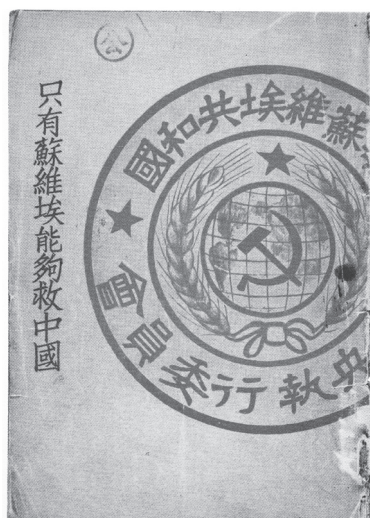 公
只有蘇維埃能夠救中國
國和共埃維蘇
會員委行執央